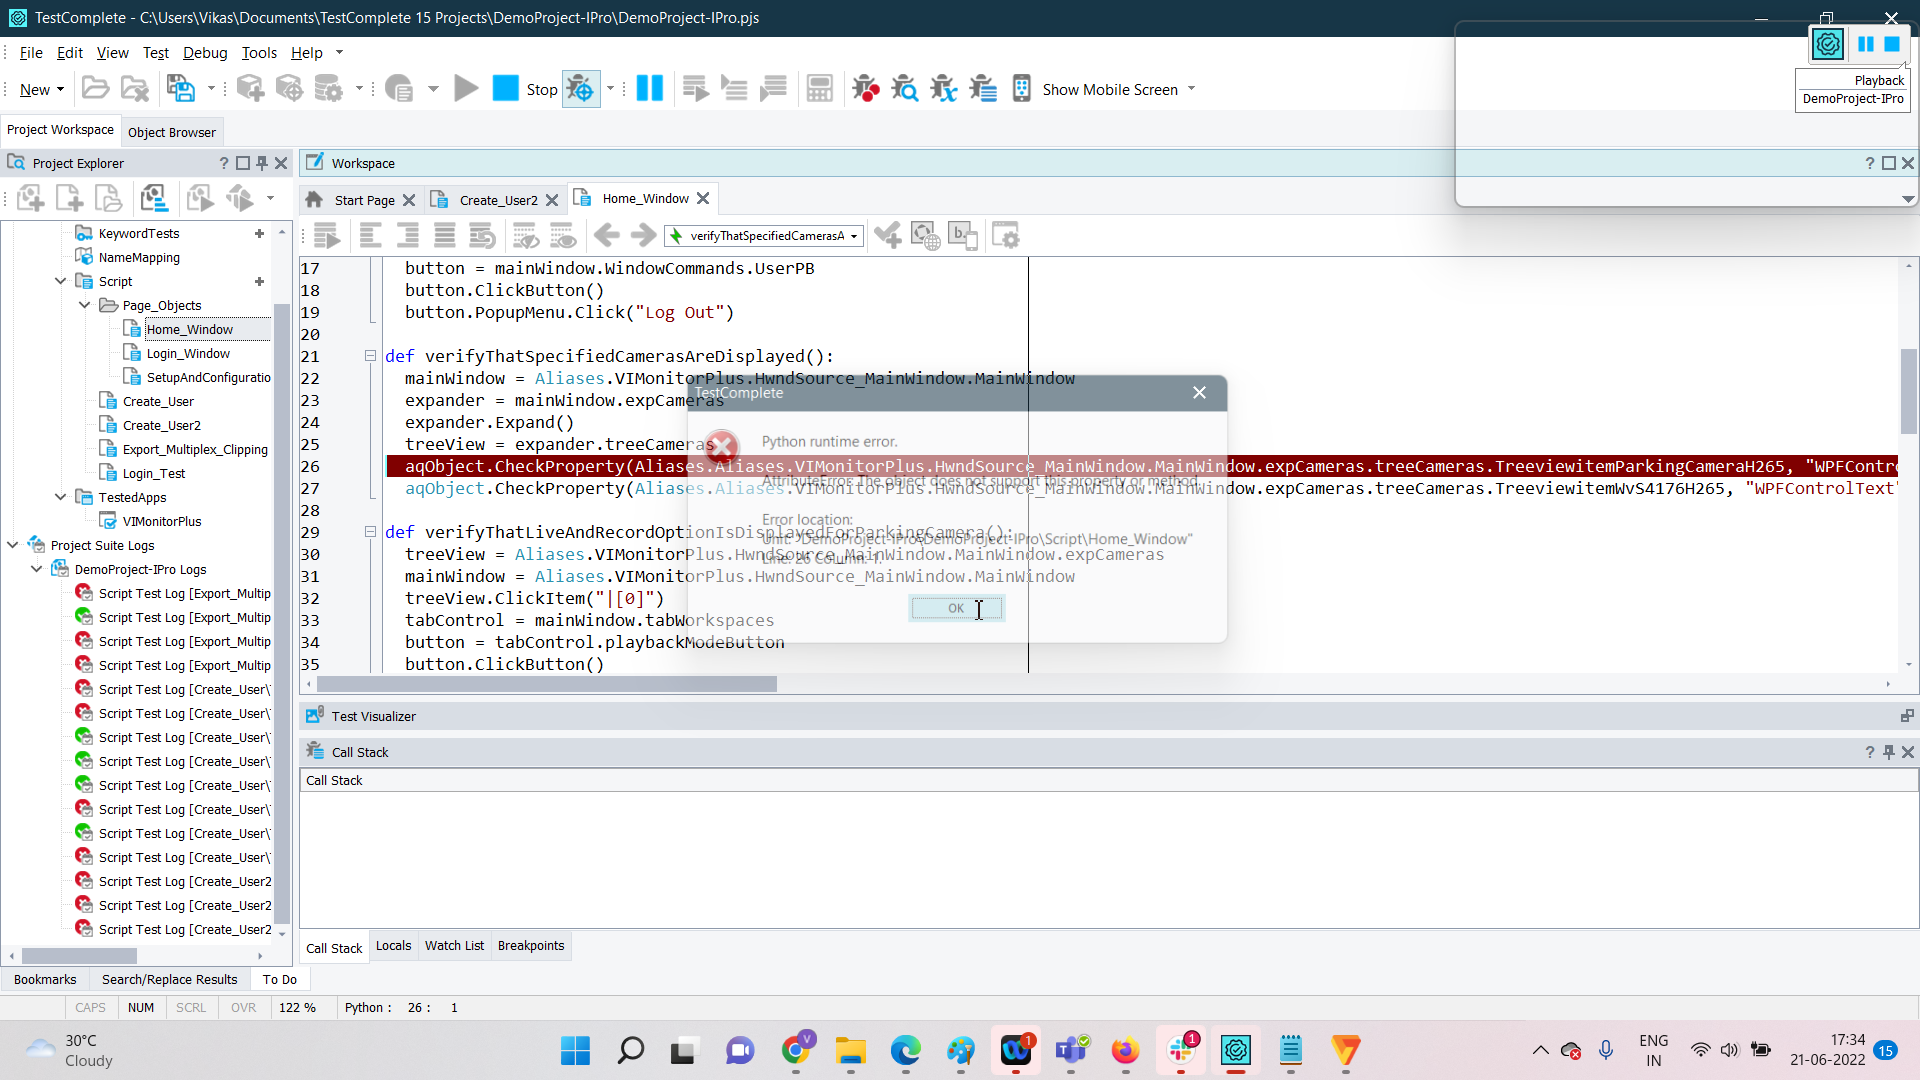 TestComplete - C:\Users\Vikas\Documents\TestComplete 15 Projects\DemoProject-IPro\DemoProject-IPro.pjs
File Edit View Test Debug Tools Help
New Stop Show Mobile Screen
Playback
DemoProject-IPro
Project Workspace Object Browser
Project Explorer
Workspace
Start Page Create_User2 Home_Window
verifyThatSpecifiedCamerasA
KeywordTests
NameMapping
Script
Page_Objects
Home_Window
Login_Window
SetupAndConfiguratio
Create_User
Create_User2
Export_Multiplex_Clipping
Login_Test
TestedApps
VIMonitorPlus
Project Suite Logs
DemoProject-IPro Logs
Script Test Log [Export_Multip
Script Test Log [Export_Multip
Script Test Log [Export_Multip
Script Test Log [Export_Multip
Script Test Log [Create_User\
Script Test Log [Create_User\
Script Test Log [Create_User\
Script Test Log [Create_User\
Script Test Log [Create_User\
Script Test Log [Create_User\
Script Test Log [Create_User\
Script Test Log [Create_User\
Script Test Log [Create_User2
Script Test Log [Create_User2
Script Test Log [Create_User2
17 button = mainWindow.WindowCommands.UserPB
18 button.ClickButton()
19 button.PopupMenu.Click("Log Out")
20
21 def verifyThatSpecifiedCamerasAreDisplayed():
22 mainWindow = Aliases.VIMonitorPlus.HwndSource_MainWindow.MainWindow
23 expander = mainWindow.expCameras
24 expander.Expand()
25 treeView = expander.treeCameras
26 aqObject.CheckProperty(Aliases.Aliases.VIMonitorPlus.HwndSource_MainWindow.MainWindow.expCameras.treeCameras.TreeviewitemParkingCameraH265, "WPFContro
27 aqObject.CheckProperty(Aliases.Aliases.VIMonitorPlus.HwndSource_MainWindow.MainWindow.expCameras.treeCameras.TreeviewitemWvS4176H265, "WPFControlText"
28
29 def verifyThatLiveAndRecordOptionIsDisplayedForParkingCamera():
30 treeView = Aliases.VIMonitorPlus.HwndSource_MainWindow.MainWindow.expCameras
31 mainWindow = Aliases.VIMonitorPlus.HwndSource_MainWindow.MainWindow
32 treeView.ClickItem("|[0]")
33 tabControl = mainWindow.tabWorkspaces
34 button = tabControl.playbackModeButton
35 button.ClickButton()
TestComplete
Python runtime error.
AttributeError: The object does not support this property or method.
Error location:
Unit: "DemoProject-IPro\DemoProject-IPro\Script\Home_Window"
Line: 26 Column: 1.
OK
Test Visualizer
Call Stack
Call Stack
Call Stack Locals Watch List Breakpoints
Bookmarks Search/Replace Results To Do
CAPS NUM SCRL OVR 122 % Python : 26 : 1
30°C
Cloudy
V
1
1
ENG
IN
17:34
21-06-2022
15